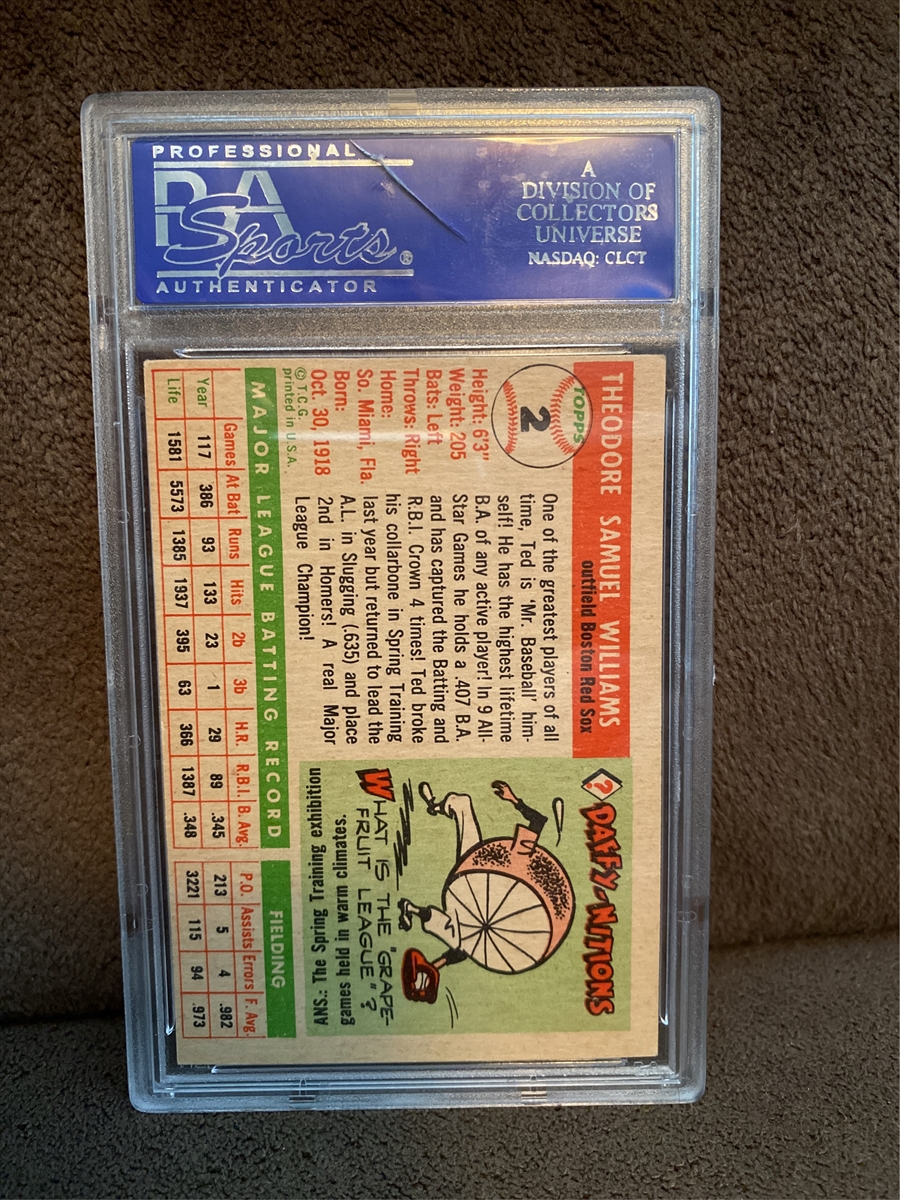 PROFESSIONAL
PSA
Sports®
AUTHENTICATOR
A
DIVISION OF
COLLECTORS
UNIVERSE
NASDAQ: CLCT
THEODORE SAMUEL WILLIAMS
outfield Boston Red Sox
TOPPS
2
Height: 6'3"
Weight: 205
Bats: Left
Throws: Right
Home:
So. Miami, Fla.
Born:
Oct. 30, 1918
© T.C.G.
printed in U.S.A.
One of the greatest players of all
time, Ted is 'Mr. Baseball' him-
self! He has the highest lifetime
B.A. of any active player! In 9 All-
Star Games he holds a .407 B.A.
and has captured the Batting and
R.B.I. Crown 4 times! Ted broke
his collarbone in Spring Training
last year but returned to lead the
A.L. in Slugging (.635) and place
2nd in Homers! A real Major
League Champion!
? DAFFY-NITIONS
WHAT IS THE "GRAPE-
FRUIT LEAGUE"?
ANS.: The Spring Training exhibition
games held in warm climates.
MAJOR LEAGUE BATTING RECORD
FIELDING
Games At Bat Runs Hits 2b 3b H.R. R.B.I. B. Avg. P.O. Assists Errors F. Avg.
Year 117 386 93 133 23 1 29 89 .345 213 5 4 .982
Life 1581 5573 1385 1937 395 63 366 1387 .348 3221 115 94 .973